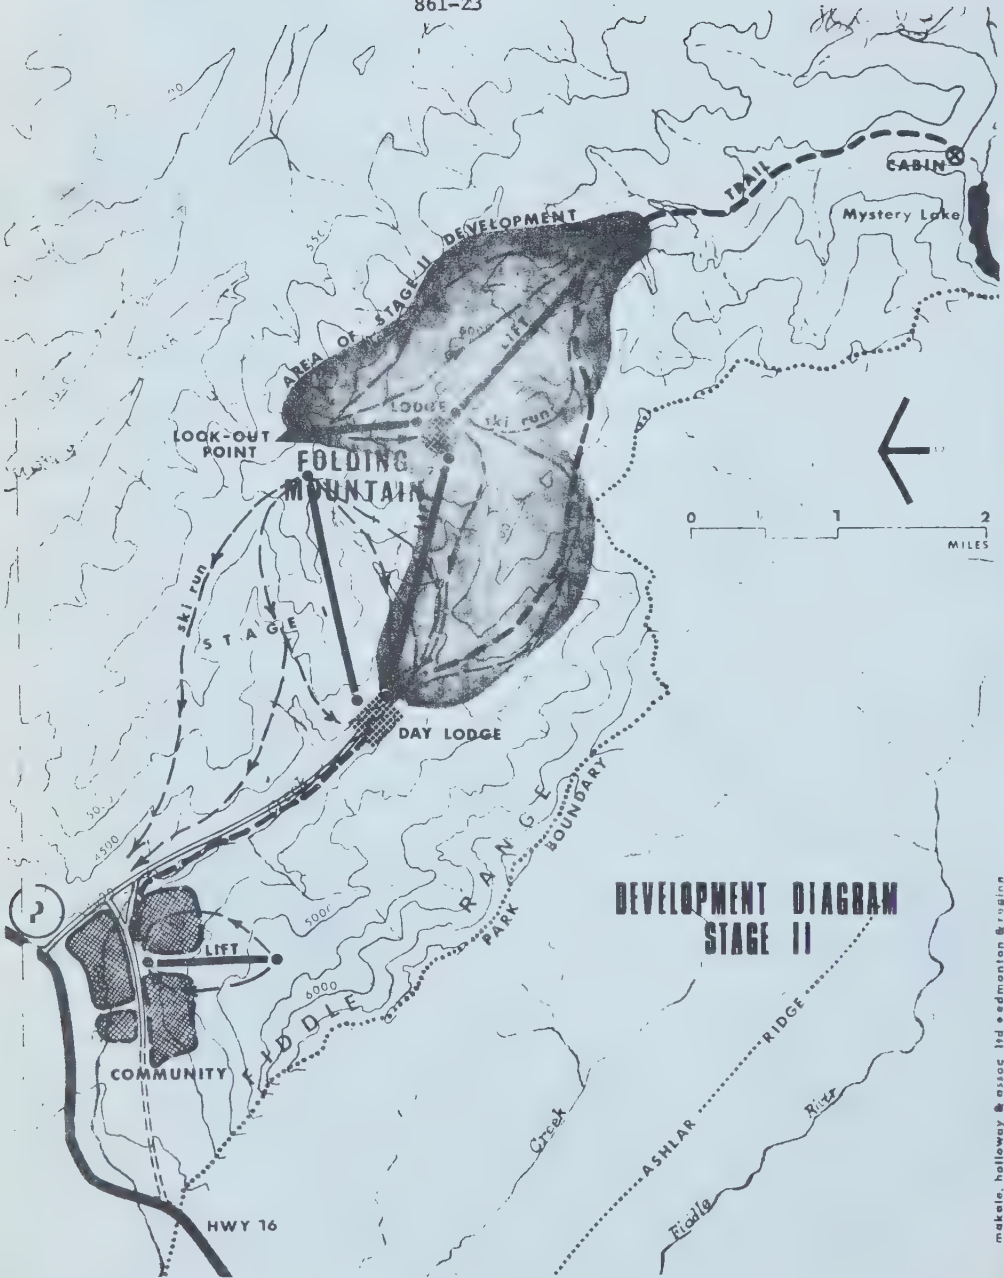 861-23
TRAIL
CABIN
Mystery Lake
AREA OF STAGE II DEVELOPMENT
6000
LIFT
LODGE
ski run
LOOK-OUT
POINT
FOLDING
MOUNTAIN
0 1 2
MILES
ski run
STAGE
DAY LODGE
4500
P
LIFT
5000
6000
FIDDLE RANGE
PARK BOUNDARY
DEVELOPMENT DIAGRAM
STAGE II
COMMUNITY
ASHLAR RIDGE
Creek
Fiddle River
HWY 16
makale, holloway & assoc ltd edmonton & regina